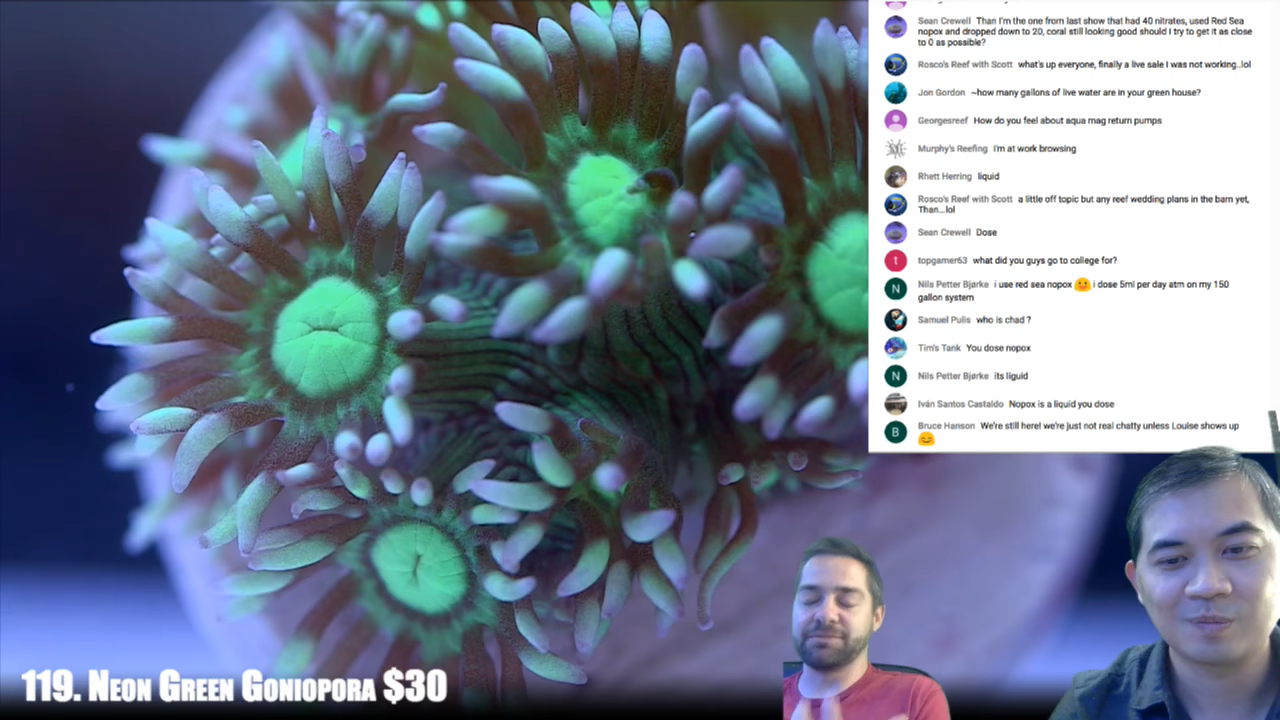 Sean Crewell Than I'm the one from last show that had 40 nitrates, used Red Sea
nopox and dropped down to 20, coral still looking good should I try to get it as close
to 0 as possible?
Rosco's Reef with Scott what's up everyone, finally a live sale I was not working..lol
Jon Gordon ~how many gallons of live water are in your green house?
Georgesreef How do you feel about aqua mag return pumps
Murphy's Reefing I'm at work browsing
Rhett Herring liquid
Rosco's Reef with Scott a little off topic but any reef wedding plans in the barn yet,
Than...lol
Sean Crewell Dose
t topgamer63 what did you guys go to college for?
N Nils Petter Bjørke i use red sea nopox 😛 i dose 5ml per day atm on my 150
gallon system
Samuel Pulis who is chad ?
Tim's Tank You dose nopox
N Nils Petter Bjørke its liguid
Iván Santos Castaldo Nopox is a liquid you dose
B Bruce Hanson We're still here! we're just not real chatty unless Louise shows up
😊
119. Neon Green Goniopora $30